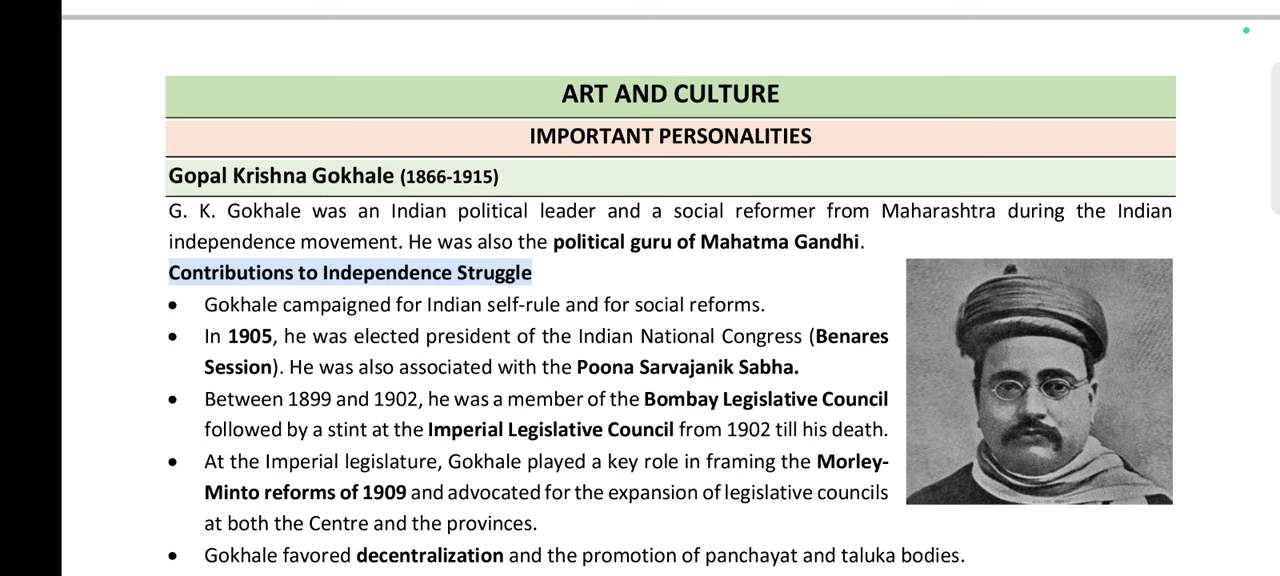 ART AND CULTURE
IMPORTANT PERSONALITIES
Gopal Krishna Gokhale (1866-1915)
G. K. Gokhale was an Indian political leader and a social reformer from Maharashtra during the Indian
independence movement. He was also the political guru of Mahatma Gandhi.
Contributions to Independence Struggle
• Gokhale campaigned for Indian self-rule and for social reforms.
• In 1905, he was elected president of the Indian National Congress (Benares
Session). He was also associated with the Poona Sarvajanik Sabha.
• Between 1899 and 1902, he was a member of the Bombay Legislative Council
followed by a stint at the Imperial Legislative Council from 1902 till his death.
• At the Imperial legislature, Gokhale played a key role in framing the Morley-
Minto reforms of 1909 and advocated for the expansion of legislative councils
at both the Centre and the provinces.
• Gokhale favored decentralization and the promotion of panchayat and taluka bodies.